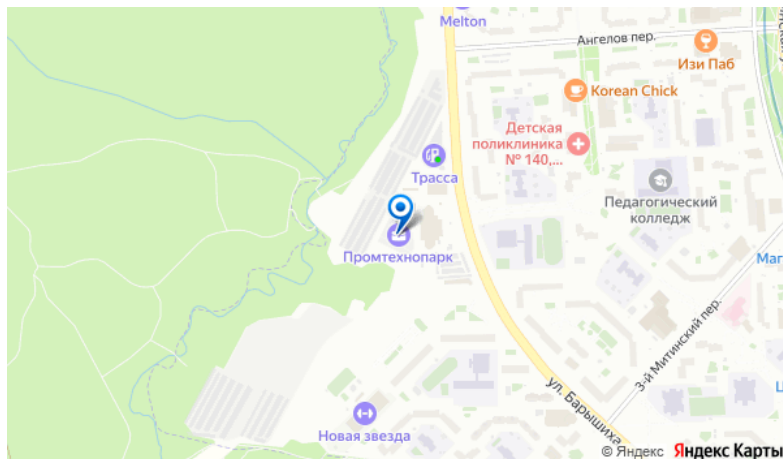 Melton
Ангелов пер.
Изи Паб
Korean Chick
Детская
поликлиника
№ 140,...
Трасса
Педагогический
колледж
Промтехнопарк
Маг
3-й Митинский пер.
ул. Барышиха
Ц
Новая звезда
© Яндекс Яндекс Карты